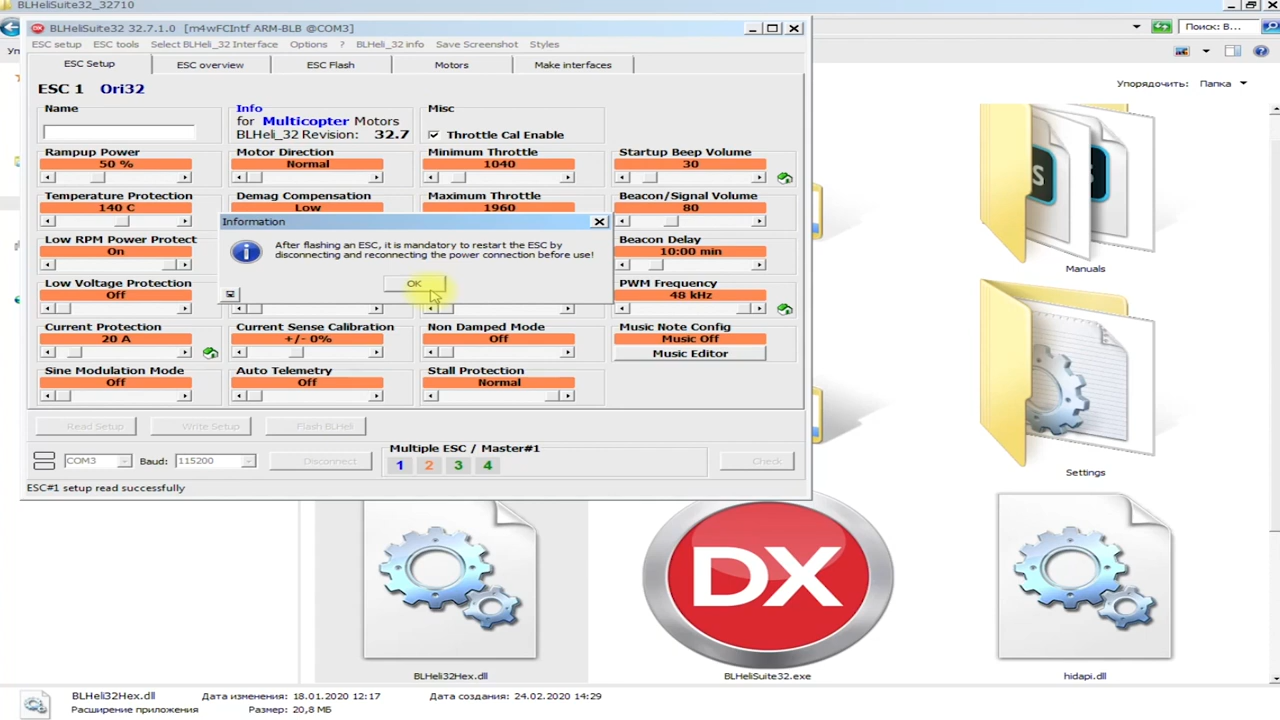 BLHeliSuite32_32710
BLHeliSuite32 32.7.1.0 [m4wFCIntf ARM-BLB @COM3]
Поиск: В...
ESC setup ESC tools Select BLHeli_32 Interface Options ? BLHeli_32 info Save Screenshot Styles
ESC Setup ESC overview ESC Flash Motors Make interfaces
Упорядочить: Папка
ESC 1 Ori32
Name
Info
for Multicopter Motors
BLHeli_32 Revision: 32.7
Misc
Throttle Cal Enable
Rampup Power Motor Direction Minimum Throttle Startup Beep Volume
50 % Normal 1040 30
Temperature Protection Demag Compensation Maximum Throttle Beacon/Signal Volume
140 C Low 1960 80
Information
After flashing an ESC, it is mandatory to restart the ESC by
disconnecting and reconnecting the power connection before use!
OK
Low RPM Power Protect Beacon Delay
On 10:00 min
Low Voltage Protection PWM Frequency
Off 48 kHz
Current Protection Current Sense Calibration Non Damped Mode Music Note Config
20 A +/- 0% Off Music Off
Music Editor
Sine Modulation Mode Auto Telemetry Stall Protection
Off Off Normal
Read Setup Write Setup Flash BLHeli
Multiple ESC / Master#1
COM3 Baud: 115200 Disconnect 1 2 3 4 Check
ESC#1 setup read successfully
Manuals
Settings
DX
BLHeli32Hex.dll BLHeliSuite32.exe hidapi.dll
BLHeli32Hex.dll Дата изменения: 18.01.2020 12:17 Дата создания: 24.02.2020 14:29
Расширение приложения Размер: 20,8 МБ